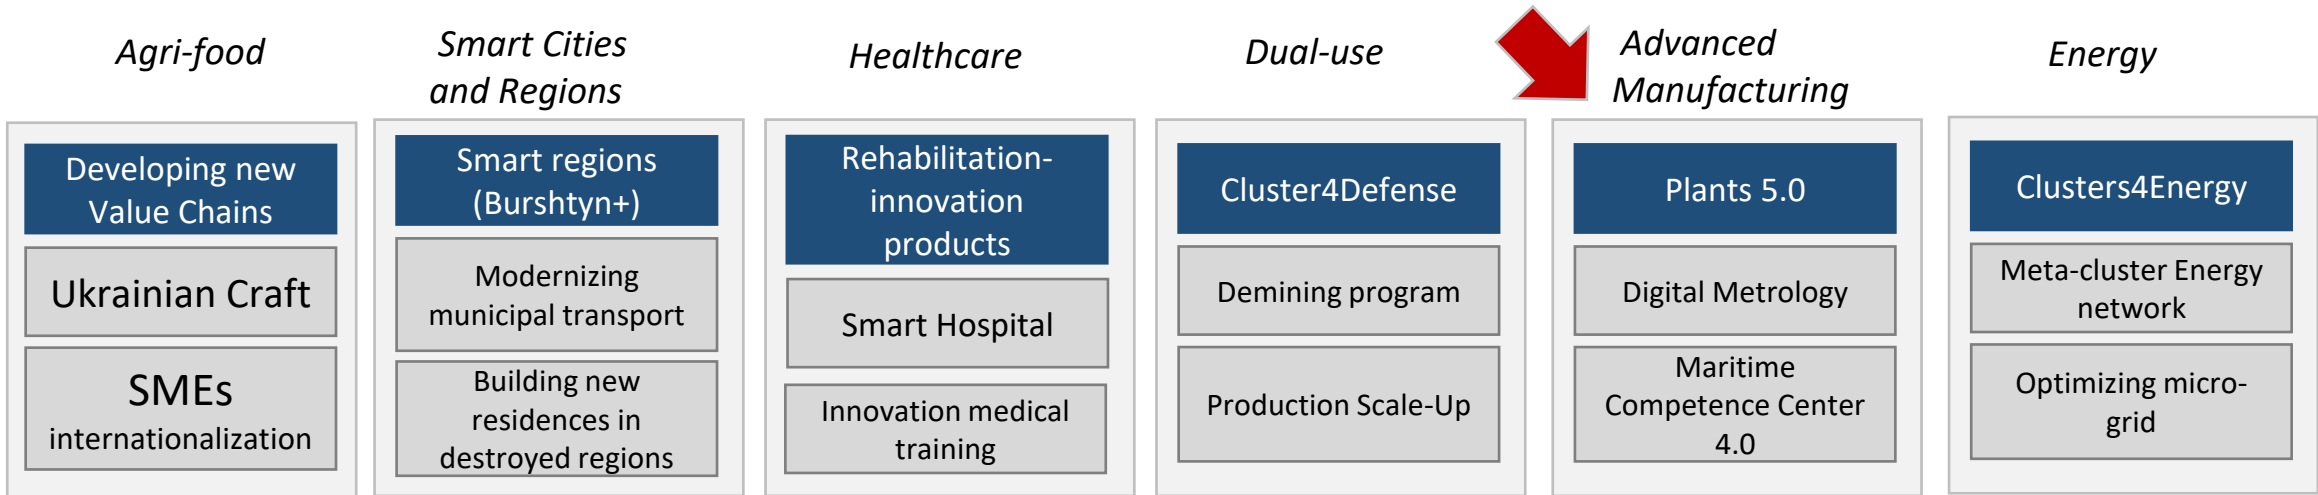 Agri-food
Developing new
Value Chains
Ukrainian Craft
SMEs
internationalization
Smart Cities
and Regions
Smart regions
(Burshtyn+)
Modernizing
municipal transport
Building new
residences in
destroyed regions
Healthcare
Rehabilitation-
innovation
products
Smart Hospital
Innovation medical
training
Dual-use
Cluster4Defense
Demining program
Production Scale-Up
Advanced
Manufacturing
Plants 5.0
Digital Metrology
Maritime
Competence Center
4.0
Energy
Clusters4Energy
Meta-cluster Energy
network
Optimizing micro-
grid